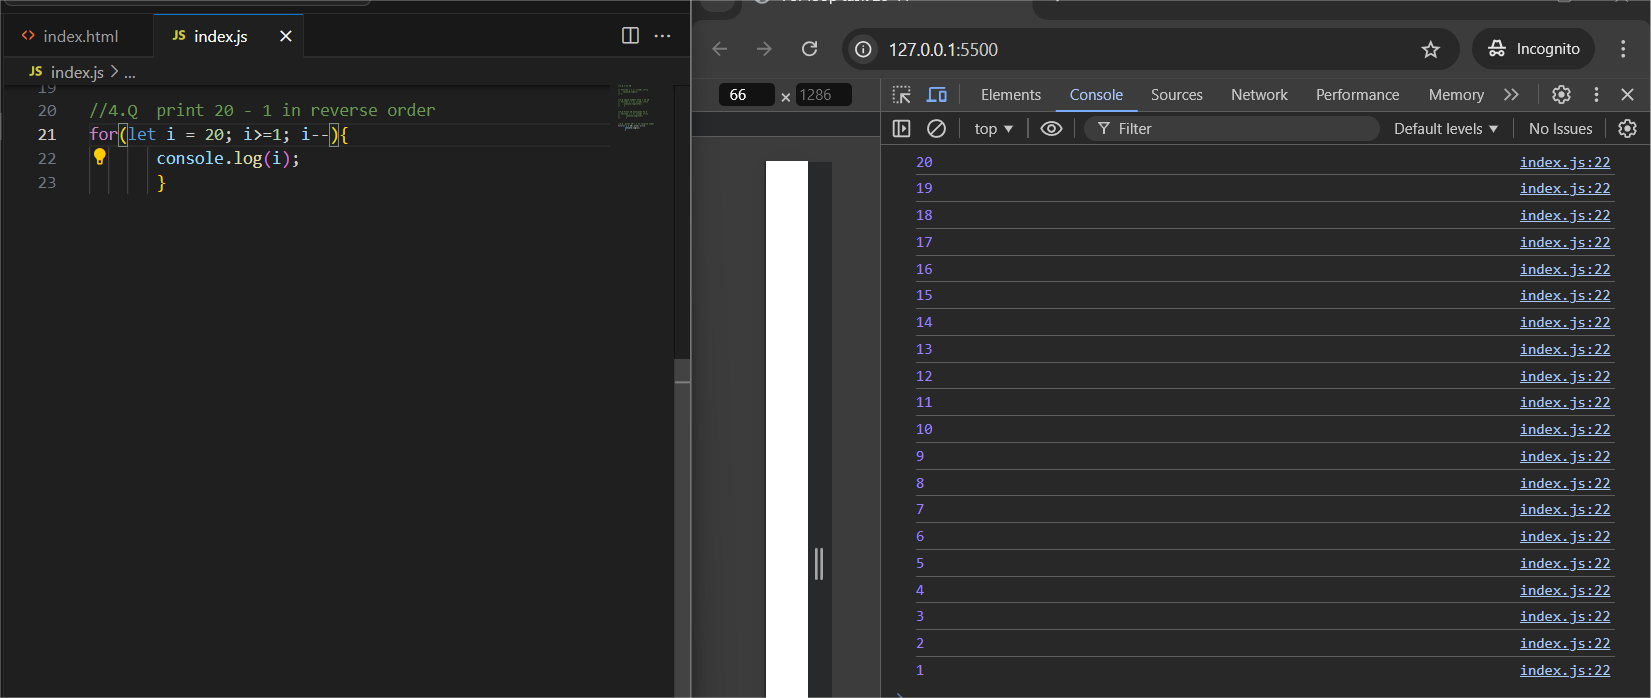 index.html
JS index.js
JS index.js > ...
19
20 //4.Q  print 20 - 1 in reverse order
21 for(let i = 20; i>=1; i--){
22 console.log(i);
23 }
127.0.0.1:5500
Incognito
66 × 1286
Elements Console Sources Network Performance Memory
top Filter Default levels No Issues
20 index.js:22
19 index.js:22
18 index.js:22
17 index.js:22
16 index.js:22
15 index.js:22
14 index.js:22
13 index.js:22
12 index.js:22
11 index.js:22
10 index.js:22
9 index.js:22
8 index.js:22
7 index.js:22
6 index.js:22
5 index.js:22
4 index.js:22
3 index.js:22
2 index.js:22
1 index.js:22